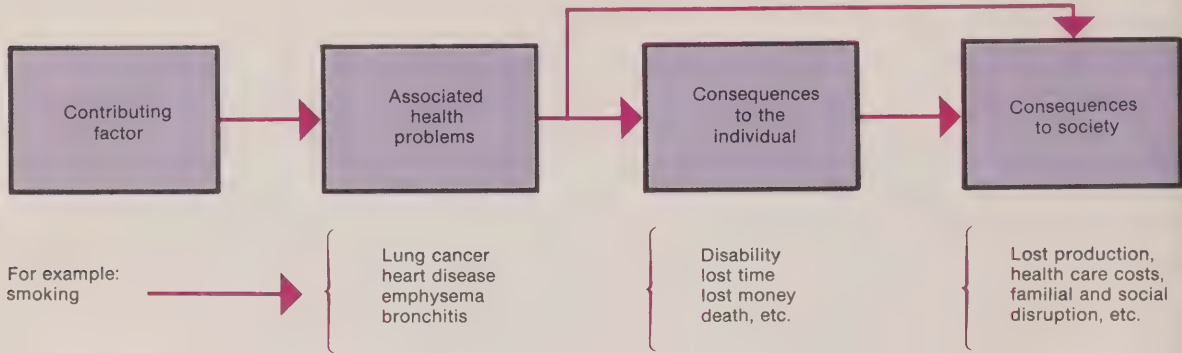 Contributing
factor
Associated
health
problems
Consequences
to the
individual
Consequences
to society
For example:
smoking
Lung cancer
heart disease
emphysema
bronchitis
Disability
lost time
lost money
death, etc.
Lost production,
health care costs,
familial and social
disruption, etc.